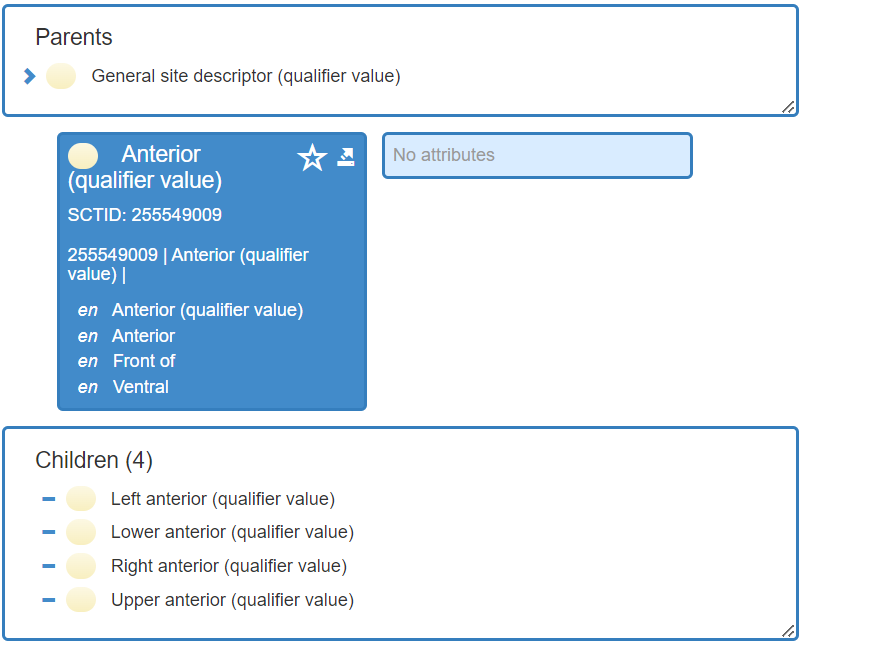 Parents
General site descriptor (qualifier value)
Anterior
(qualifier value)
No attributes
SCTID: 255549009
255549009 | Anterior (qualifier
value) |
en Anterior (qualifier value)
en Anterior
en Front of
en Ventral
Children (4)
Left anterior (qualifier value)
Lower anterior (qualifier value)
Right anterior (qualifier value)
Upper anterior (qualifier value)